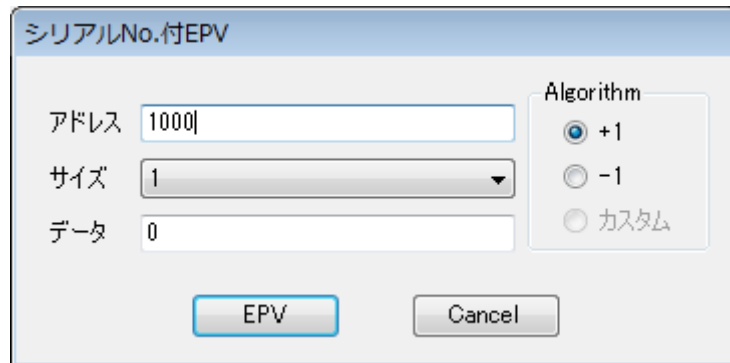 シリアルNo.付EPV
アドレス 1000
サイズ 1
データ 0
Algorithm
+1
-1
カスタム
EPV Cancel